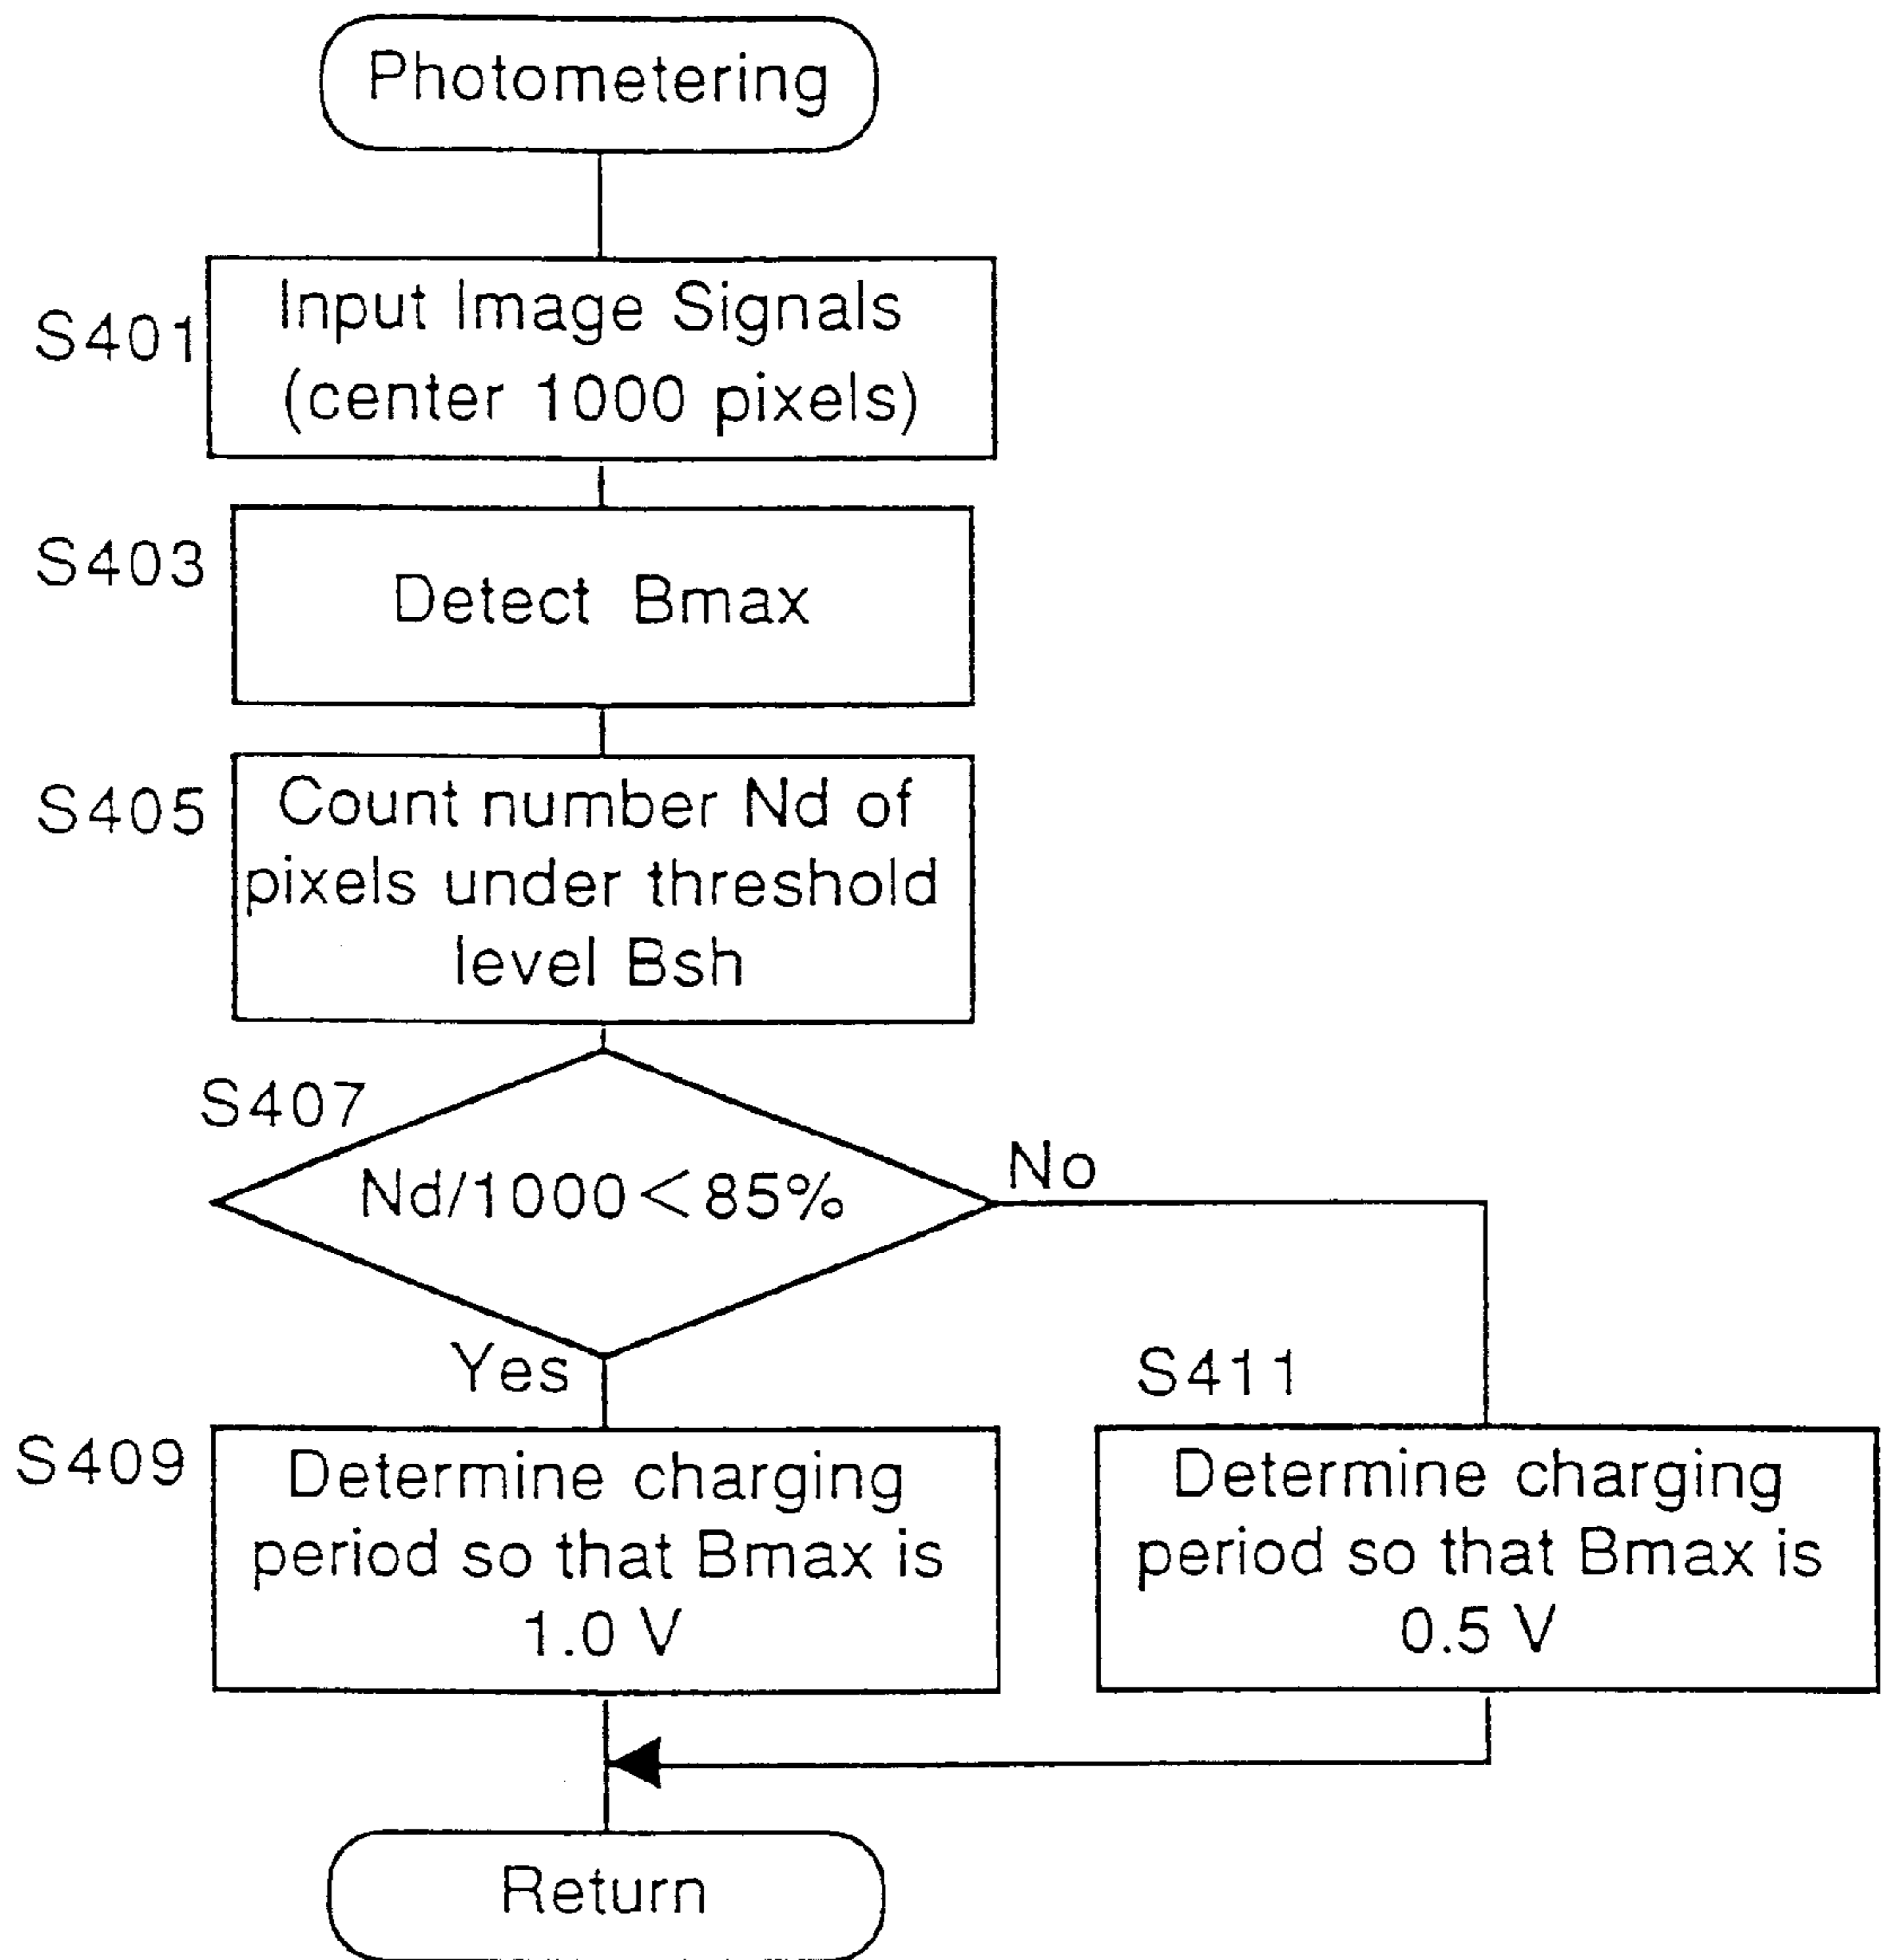 Photometering
S401
Input Image Signals
(center 1000 pixels)
S403
Detect Bmax
S405
Count number Nd of
pixels under threshold
level Bsh
S407
Nd/1000<85%
No
Yes
S409
Determine charging
period so that Bmax is
1.0 V
S411
Determine charging
period so that Bmax is
0.5 V
Return